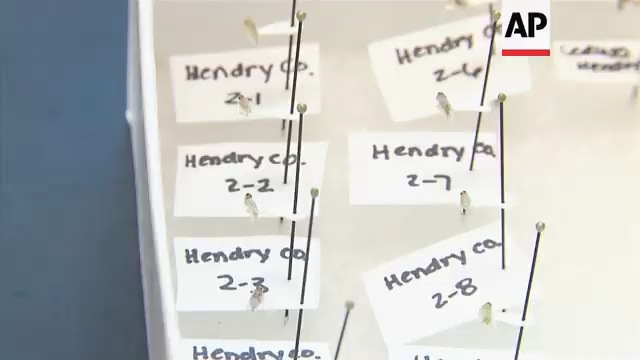 AP
Hendry Co.
2-1
Hendry Co.
2-6
Hendry co.
2-2
Hendry Co.
2-7
Hendry co.
2-3
Hendry co.
2-8
Hendry co.
Hendry